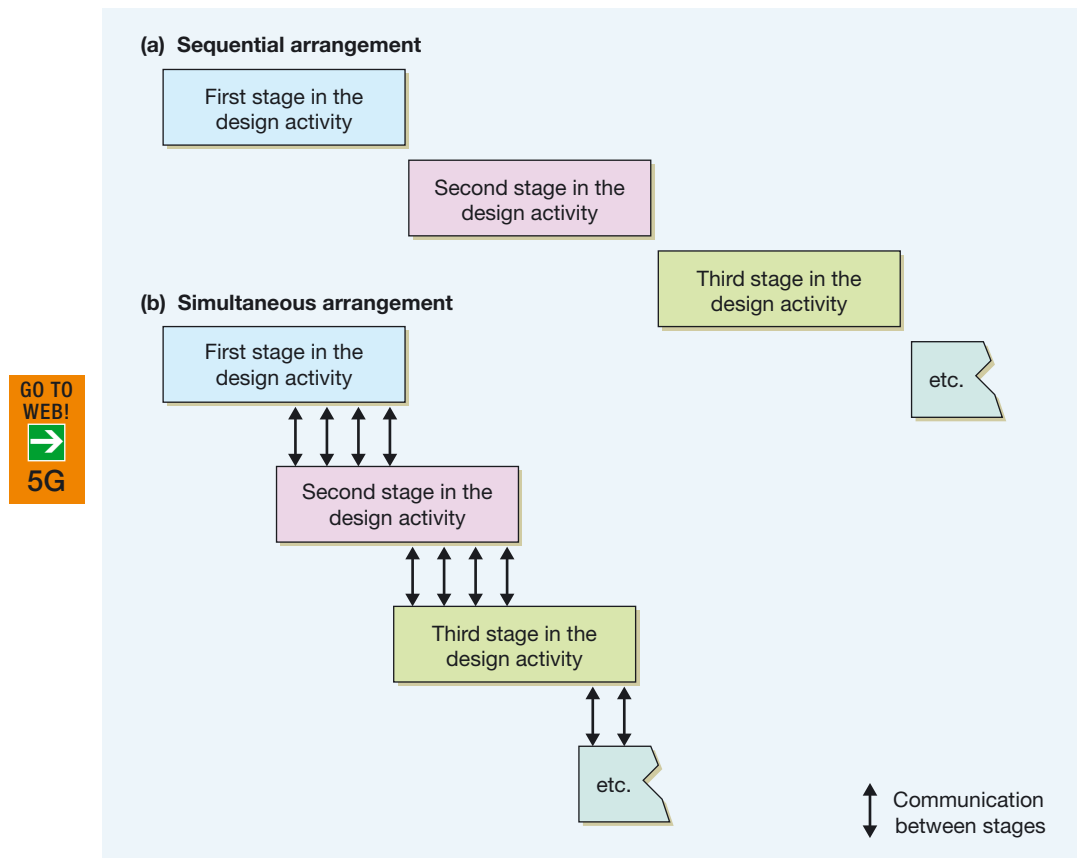 (a) Sequential arrangement
First stage in the
design activity
Second stage in the
design activity
Third stage in the
design activity
etc.
(b) Simultaneous arrangement
First stage in the
design activity
Second stage in the
design activity
Third stage in the
design activity
etc.
Communication
between stages
GO TO
WEB!
5G